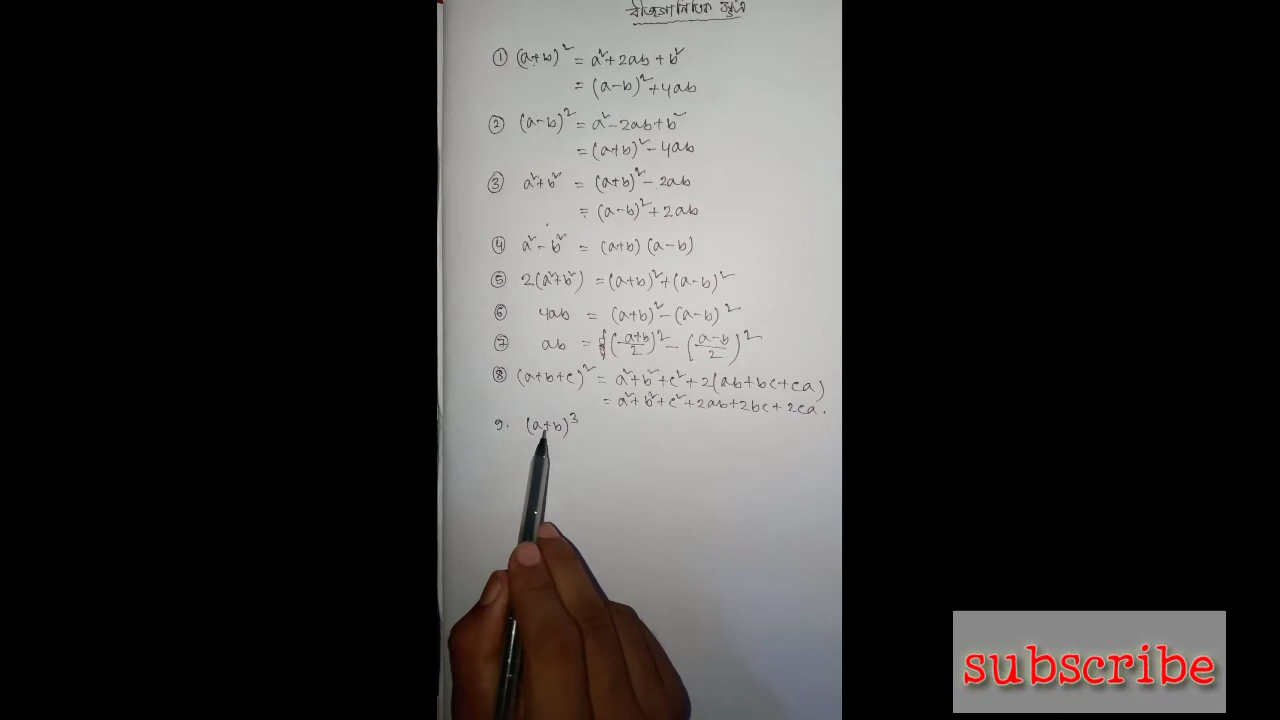 বীজগানিতিক সুত্র
① (a+b)² = a²+2ab+b²
= (a-b)²+4ab
② (a-b)² = a²-2ab+b²
= (a+b)²-4ab
③ a²+b² = (a+b)²-2ab
= (a-b)²+2ab
④ a²-b² = (a+b)(a-b)
⑤ 2(a²+b²) = (a+b)²+(a-b)²
⑥ 4ab = (a+b)²-(a-b)²
⑦ ab = (a+b/2)² - (a-b/2)²
⑧ (a+b+c)² = a²+b²+c²+2(ab+bc+ca)
= a²+b²+c²+2ab+2bc+2ca.
9. (a+b)³
subscribe